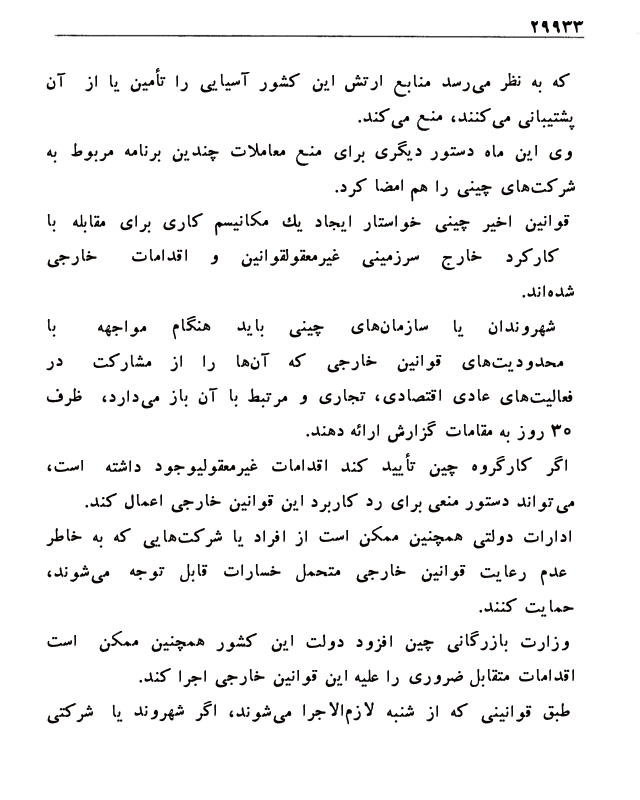 ۲۹۹۳۳
که به نظر می‌رسد منابع ارتش این کشور آسیایی را تأمین یا از آن
پشتیبانی می‌کنند، منع می‌کند.
وی این ماه دستور دیگری برای منع معاملات چندین برنامه مربوط به
شرکت‌های چینی را هم امضا کرد.
قوانین اخیر چینی خواستار ایجاد یك مکانیسم کاری برای مقابله با
کارکرد خارج سرزمینی غیرمعقولقوانین و اقدامات خارجی
شده‌اند.
شهروندان یا سازمان‌های چینی باید هنگام مواجهه با
محدودیت‌های قوانین خارجی که آن‌ها را از مشارکت در
فعالیت‌های عادی اقتصادی، تجاری و مرتبط با آن باز می‌دارد، ظرف
۳۰ روز به مقامات گزارش ارائه دهند.
اگر کارگروه چین تأیید کند اقدامات غیرمعقولیوجود داشته است،
می‌تواند دستور منعی برای رد کاربرد این قوانین خارجی اعمال کند.
ادارات دولتی همچنین ممکن است از افراد یا شرکت‌هایی که به خاطر
عدم رعایت قوانین خارجی متحمل خسارات قابل توجه می‌شوند،
حمایت کنند.
وزارت بازرگانی چین افزود دولت این کشور همچنین ممکن است
اقدامات متقابل ضروری را علیه این قوانین خارجی اجرا کند.
طبق قوانینی که از شنبه لازم‌الاجرا می‌شوند، اگر شهروند یا شرکتی